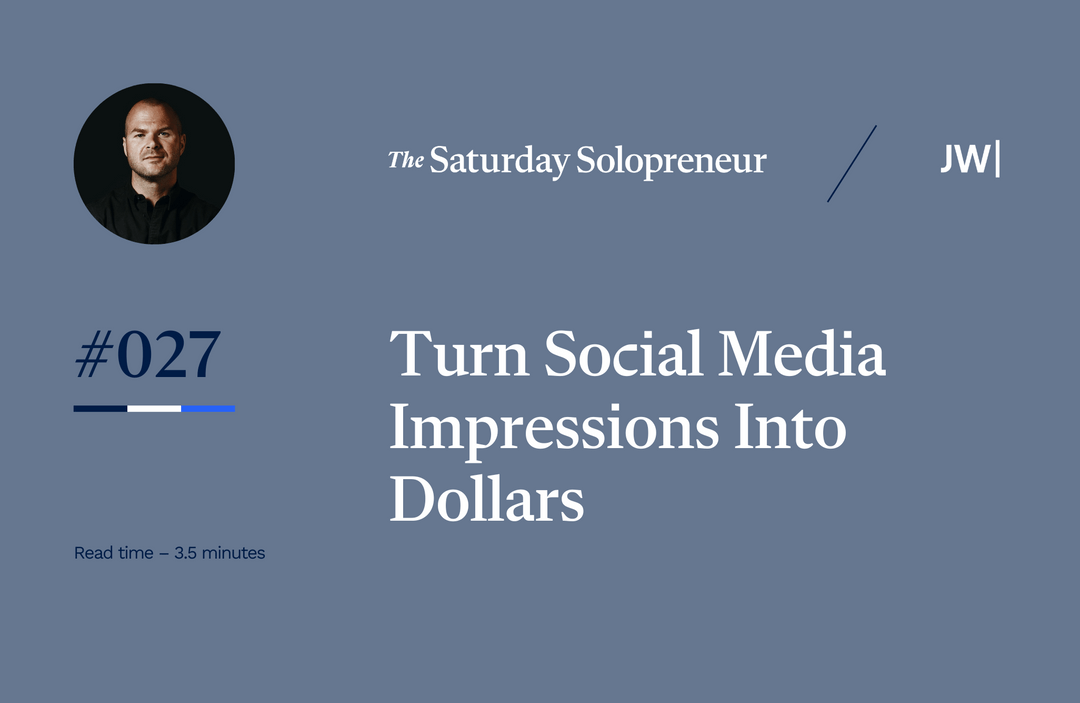 The Saturday Solopreneur
JW|
#027
Turn Social Media
Impressions Into
Dollars
Read time – 3.5 minutes